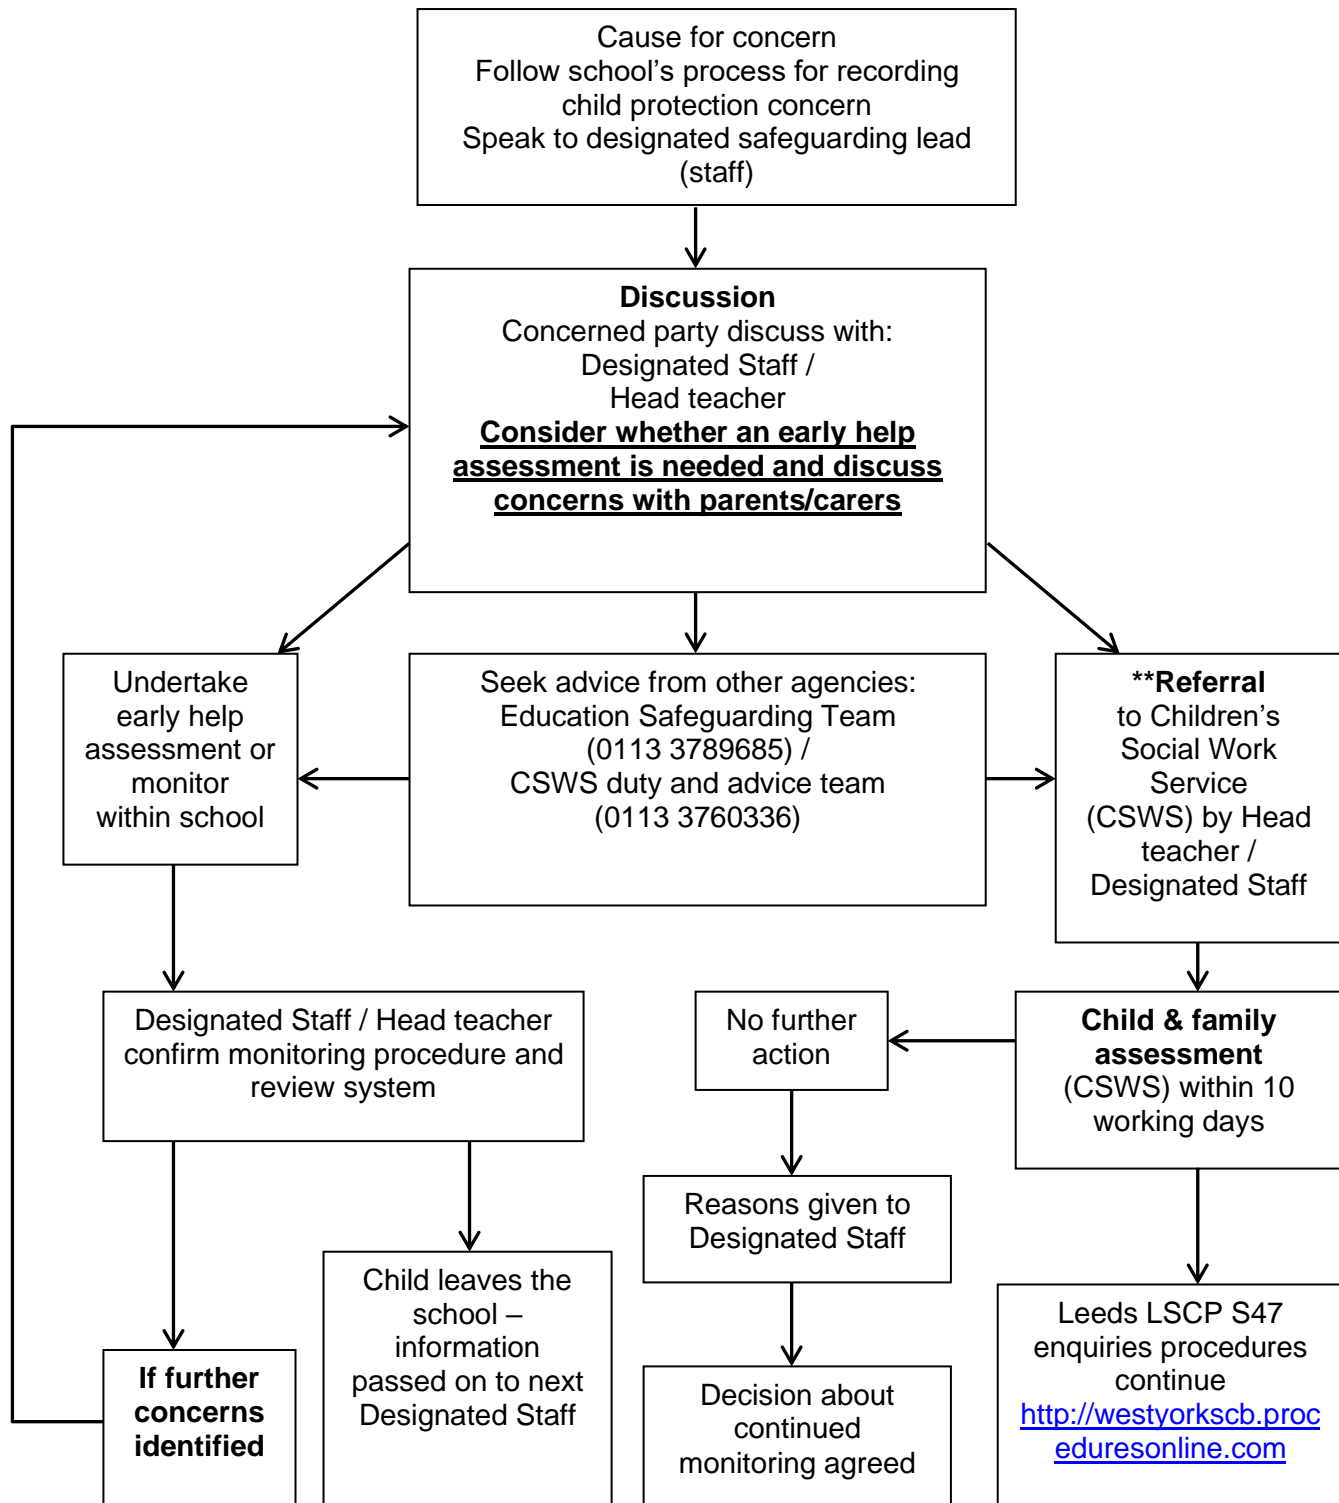 Cause for concern
Follow school’s process for recording
child protection concern
Speak to designated safeguarding lead
(staff)
Discussion
Concerned party discuss with:
Designated Staff /
Head teacher
Consider whether an early help
assessment is needed and discuss
concerns with parents/carers
Undertake
early help
assessment or
monitor
within school
Seek advice from other agencies:
Education Safeguarding Team
(0113 3789685) /
CSWS duty and advice team
(0113 3760336)
**Referral
to Children’s
Social Work
Service
(CSWS) by Head
teacher /
Designated Staff
Designated Staff / Head teacher
confirm monitoring procedure and
review system
No further
action
Child & family
assessment
(CSWS) within 10
working days
Reasons given to
Designated Staff
Child leaves the
school –
information
passed on to next
Designated Staff
If further
concerns
identified
Decision about
continued
monitoring agreed
Leeds LSCP S47
enquiries procedures
continue
http://westyorkscb.proc
eduresonline.com